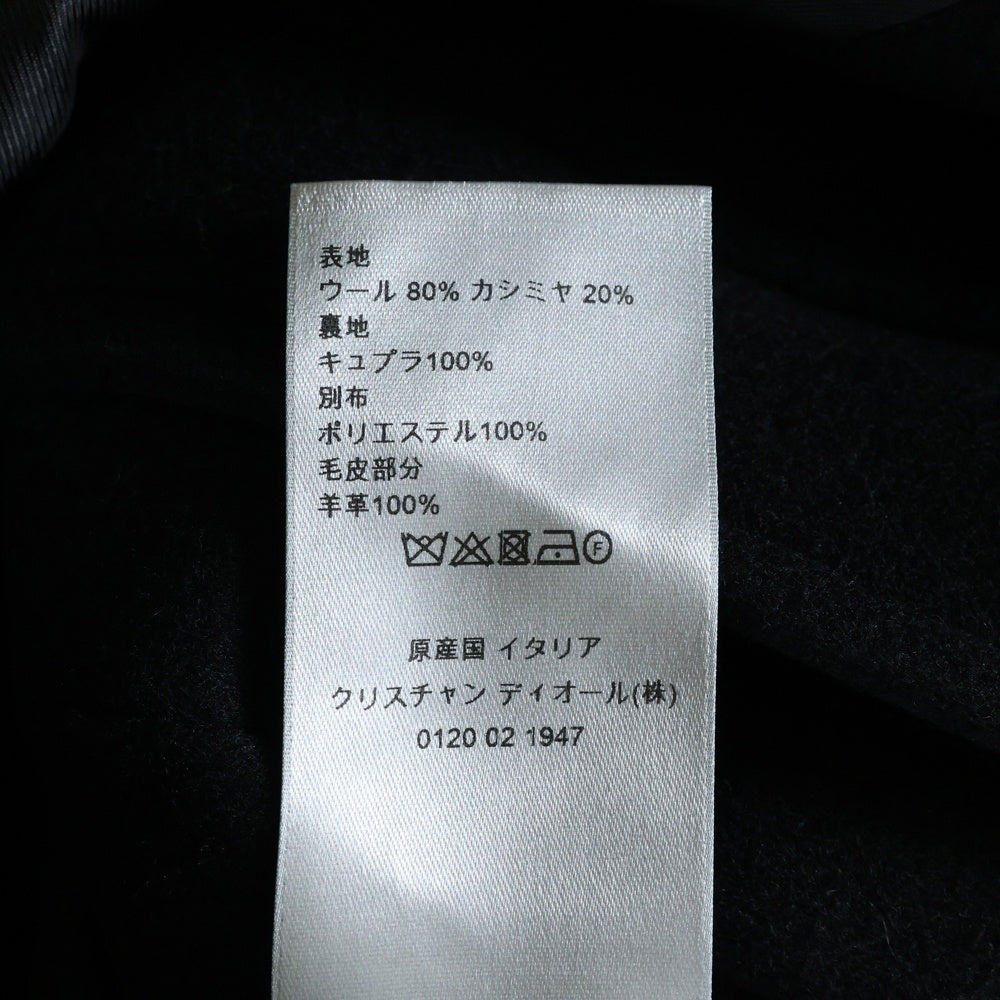 表地
ウール 80% カシミヤ 20%
裏地
キュプラ100%
別布
ポリエステル100%
毛皮部分
羊革100%
F
原産国 イタリア
クリスチャン ディオール(株)
0120 02 1947